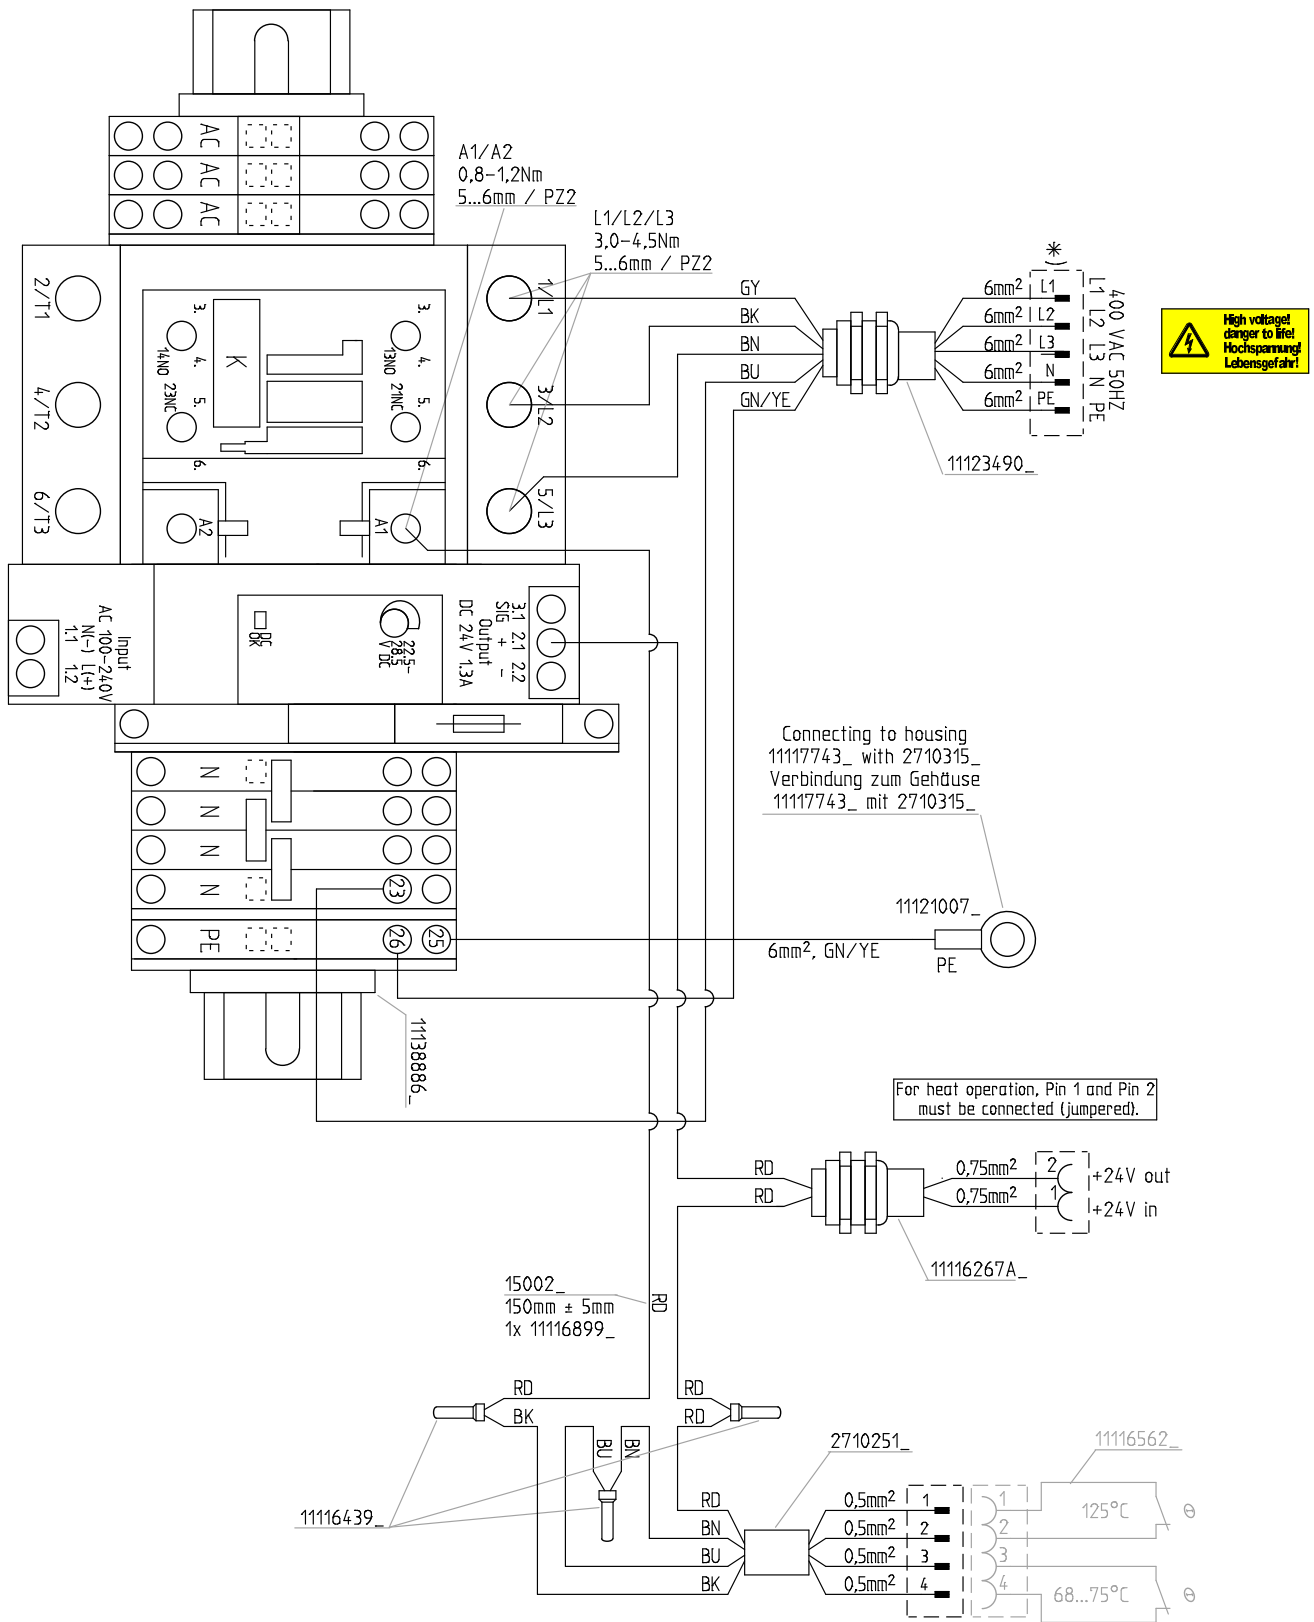 AC
AC
AC
A1/A2
0,8-1,2Nm
5...6mm / PZ2
L1/L2/L3
3,0-4,5Nm
5...6mm / PZ2
2/T1
4/T2
6/T3
1/L1
3/L2
5/L3
3.
4.
5.
6.
14NO 23NC
K
3.
4.
5.
6.
13NO 21NC
A2
A1
GY
BK
BN
BU
GN/YE
6mm² L1
6mm² L2
6mm² L3
6mm² N
6mm² PE
*
L1 L2 L3 N PE
400 VAC 50HZ
High voltage!
danger to life!
Hochspannung!
Lebensgefahr!
11123490_
Input
AC 100-240V
N(-) L(+)
1.1 1.2
DC
OK
22.5-
28.5
V DC
3.1 2.1 2.2
SIG + -
Output
DC 24V 1.3A
Connecting to housing
11117743_ with 2710315_
Verbindung zum Gehäuse
11117743_ mit 2710315_
N
N
N
N
23
PE
26
25
11121007_
6mm², GN/YE
PE
11138886_
For heat operation, Pin 1 and Pin 2
must be connected (jumpered).
RD
RD
0,75mm² 2
0,75mm² 1
+24V out
+24V in
11116267A_
15002_
150mm ± 5mm
1x 11116899_
RD
RD
BK
RD
RD
BU
BN
11116439_
2710251_
11116562_
RD
BN
BU
BK
0,5mm² 1
0,5mm² 2
0,5mm² 3
0,5mm² 4
1
2
3
4
125°C
68...75°C
θ
θ